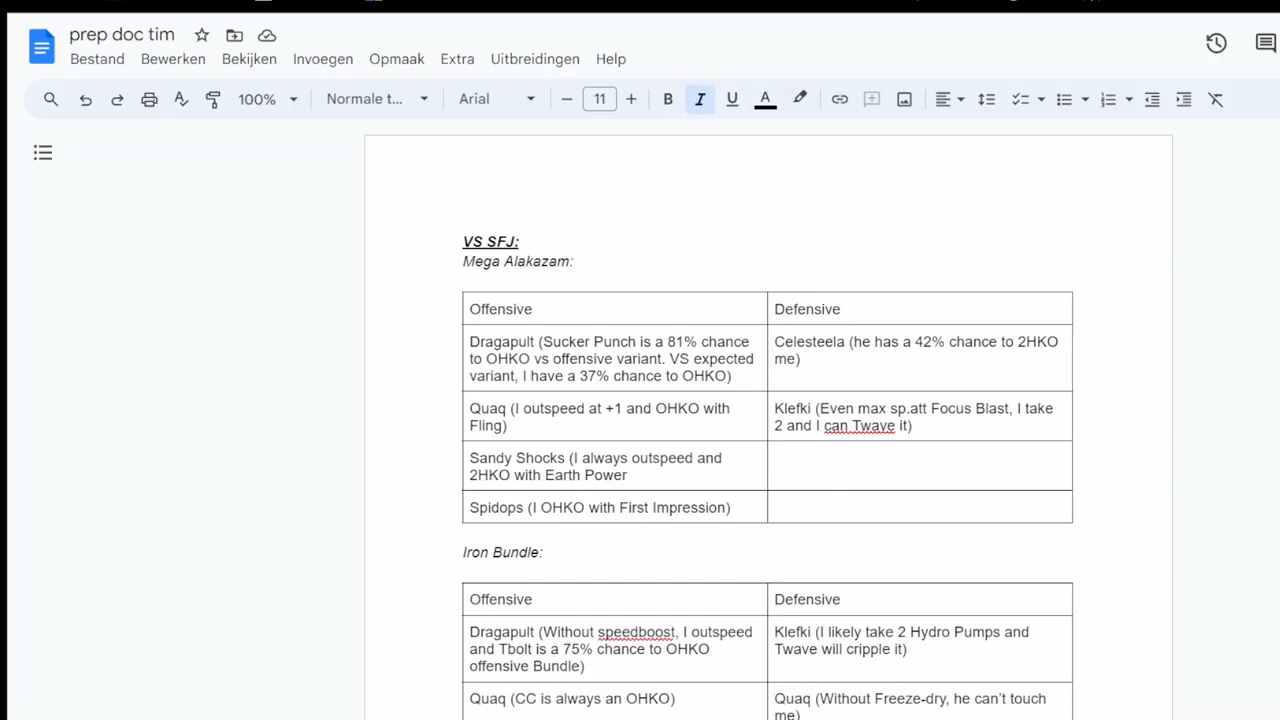 prep doc tim
Bestand Bewerken Bekijken Invoegen Opmaak Extra Uitbreidingen Help
100% Normale t... Arial 11 B I U A
VS SFJ:
Mega Alakazam:
Offensive Defensive
Dragapult (Sucker Punch is a 81% chance
to OHKO vs offensive variant. VS expected
variant, I have a 37% chance to OHKO)
Celesteela (he has a 42% chance to 2HKO
me)
Quaq (I outspeed at +1 and OHKO with
Fling)
Klefki (Even max sp.att Focus Blast, I take
2 and I can Twave it)
Sandy Shocks (I always outspeed and
2HKO with Earth Power
Spidops (I OHKO with First Impression)
Iron Bundle:
Offensive Defensive
Dragapult (Without speedboost, I outspeed
and Tbolt is a 75% chance to OHKO
offensive Bundle)
Klefki (I likely take 2 Hydro Pumps and
Twave will cripple it)
Quaq (CC is always an OHKO)
Quaq (Without Freeze-dry, he can't touch
me)